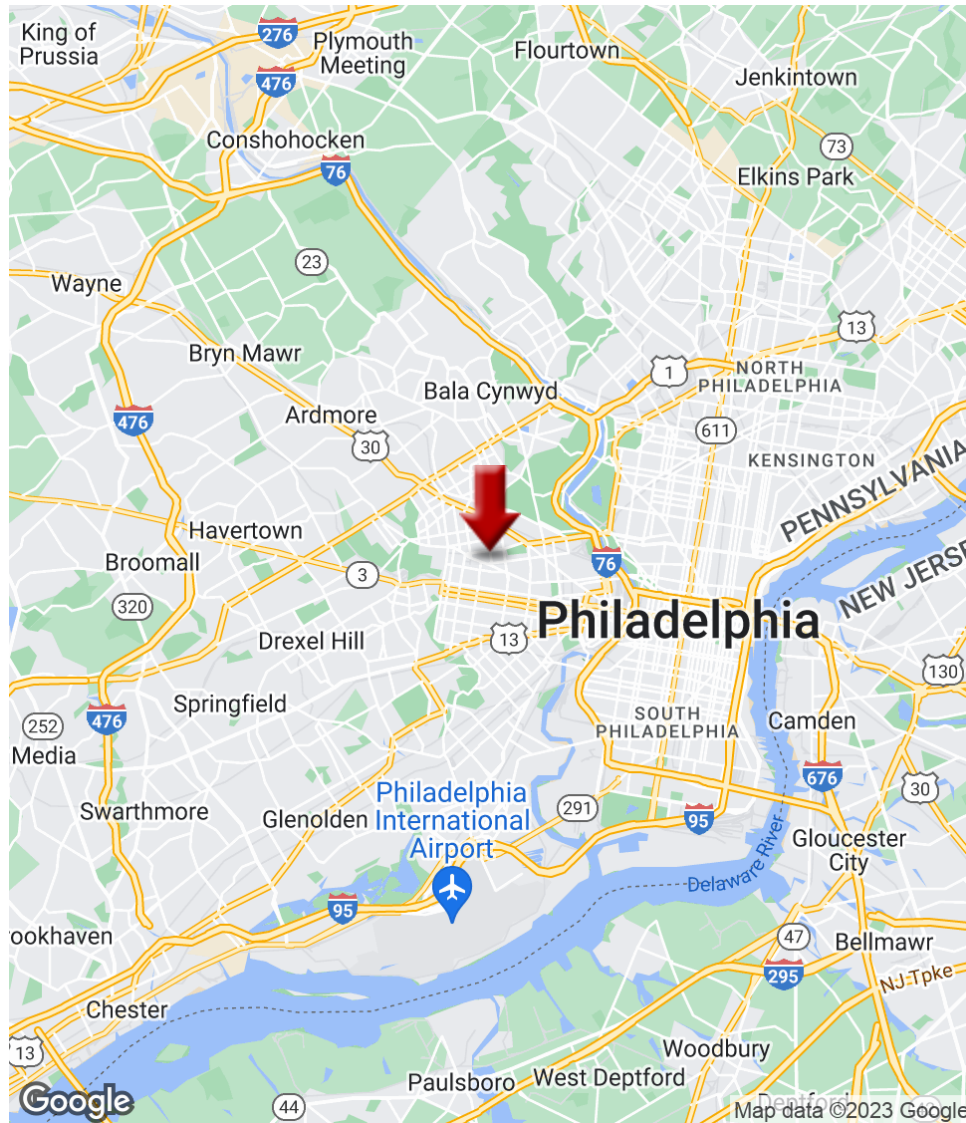 King of
Prussia
276
Plymouth
Meeting
476
Flourtown
Jenkintown
Conshohocken
76
73
Elkins Park
23
Wayne
13
Bryn Mawr
1
NORTH
PHILADELPHIA
Bala Cynwyd
Ardmore
476
30
611
KENSINGTON
PENNSYLVANIA
Havertown
Broomall
3
76
NEW JERSE
320
Philadelphia
Drexel Hill
13
130
Springfield
252
476
SOUTH
PHILADELPHIA
Camden
Media
676
30
Swarthmore
Glenolden
Philadelphia
International
Airport
291
95
Gloucester
City
Delaware River
95
ookhaven
47
Bellmawr
295
NJ Tpke
Chester
13
Woodbury
Paulsboro
West Deptford
Deptford
Google
44
Map data ©2023 Google